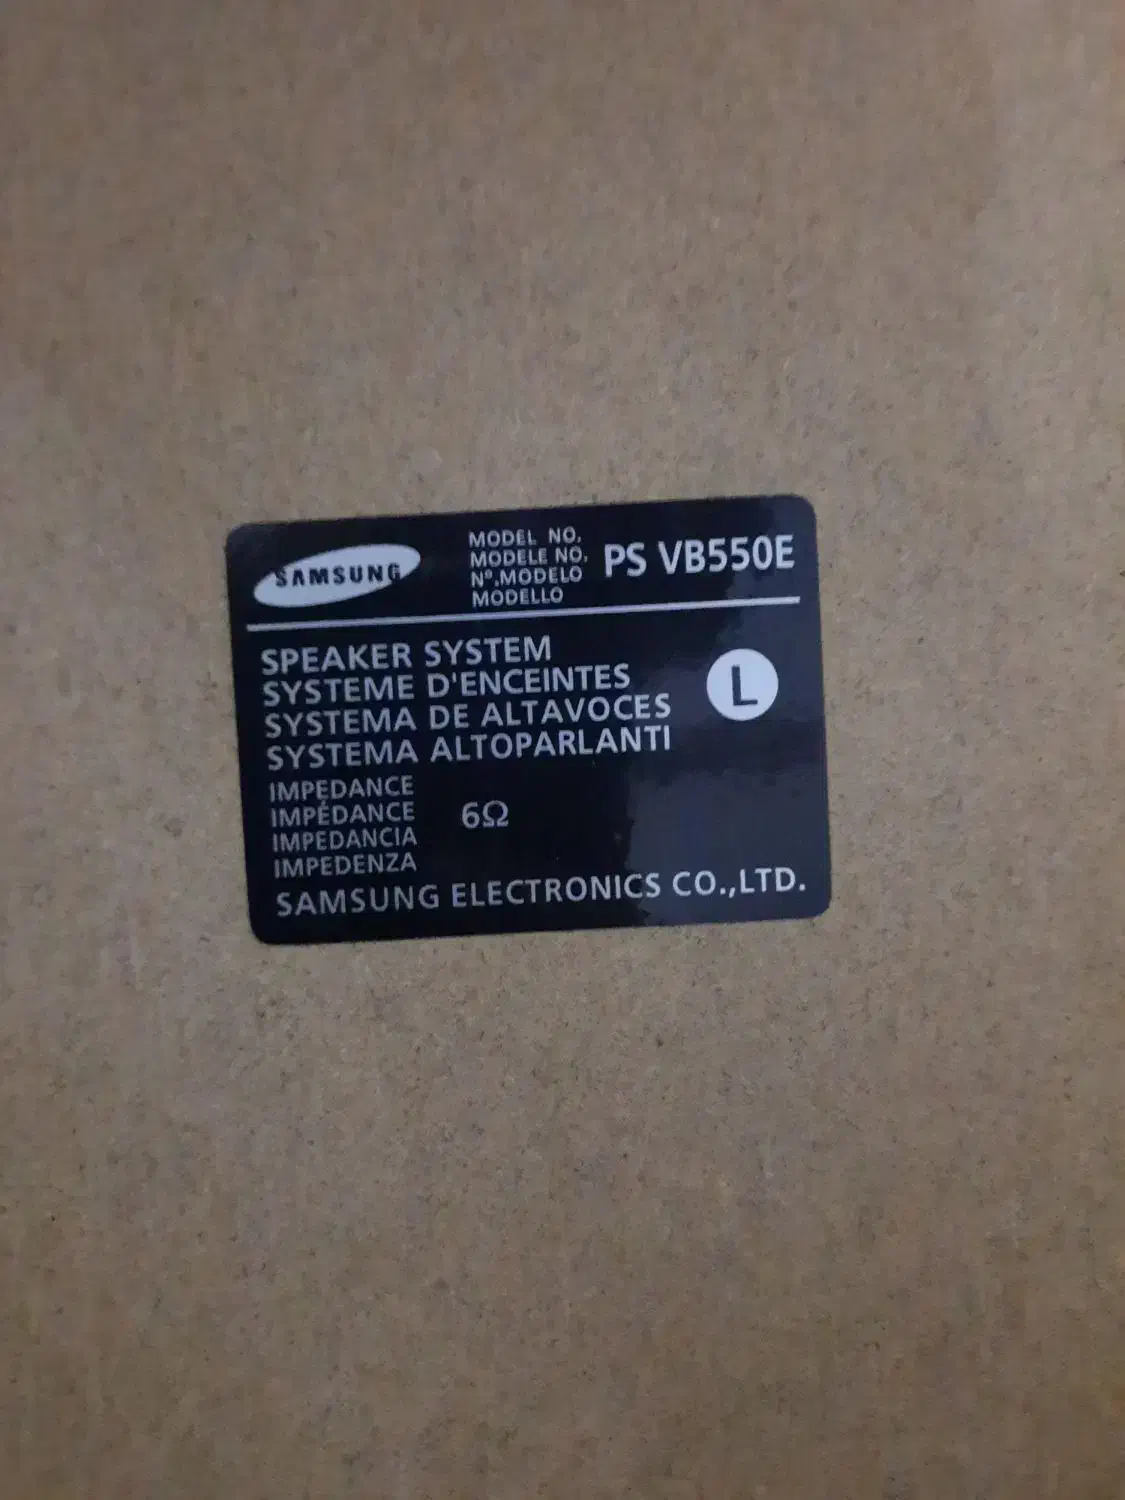 SAMSUNG
MODEL NO.
MODELE NO.
Nº.MODELO
MODELLO
PS VB550E
SPEAKER SYSTEM
SYSTEME D'ENCEINTES
SYSTEMA DE ALTAVOCES
SYSTEMA ALTOPARLANTI
L
IMPEDANCE
IMPÉDANCE
IMPEDANCIA
IMPEDENZA
6Ω
SAMSUNG ELECTRONICS CO.,LTD.